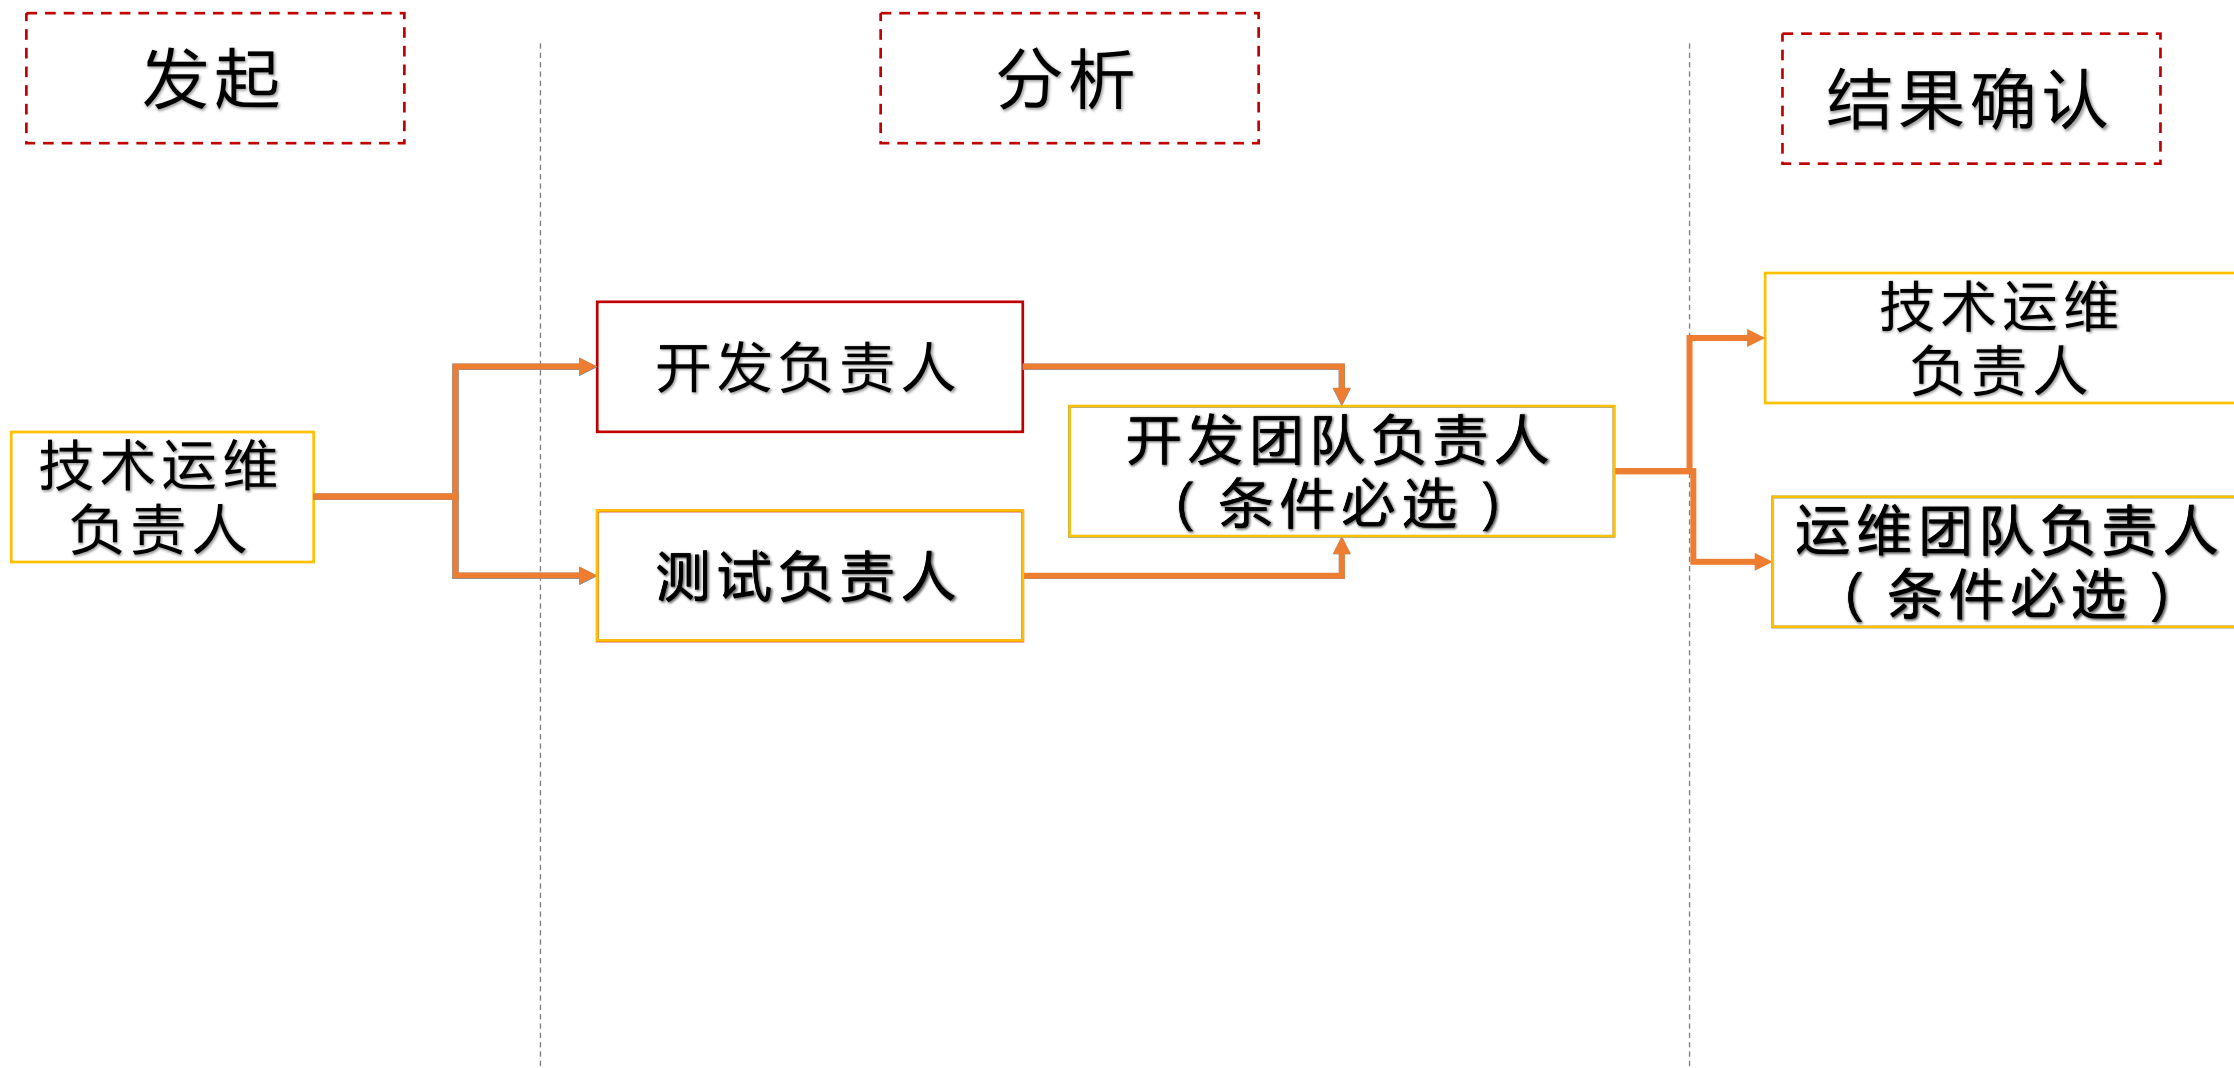 发起
分析
结果确认
技术运维
负责人
开发负责人
测试负责人
开发团队负责人
（条件必选）
技术运维
负责人
运维团队负责人
（条件必选）